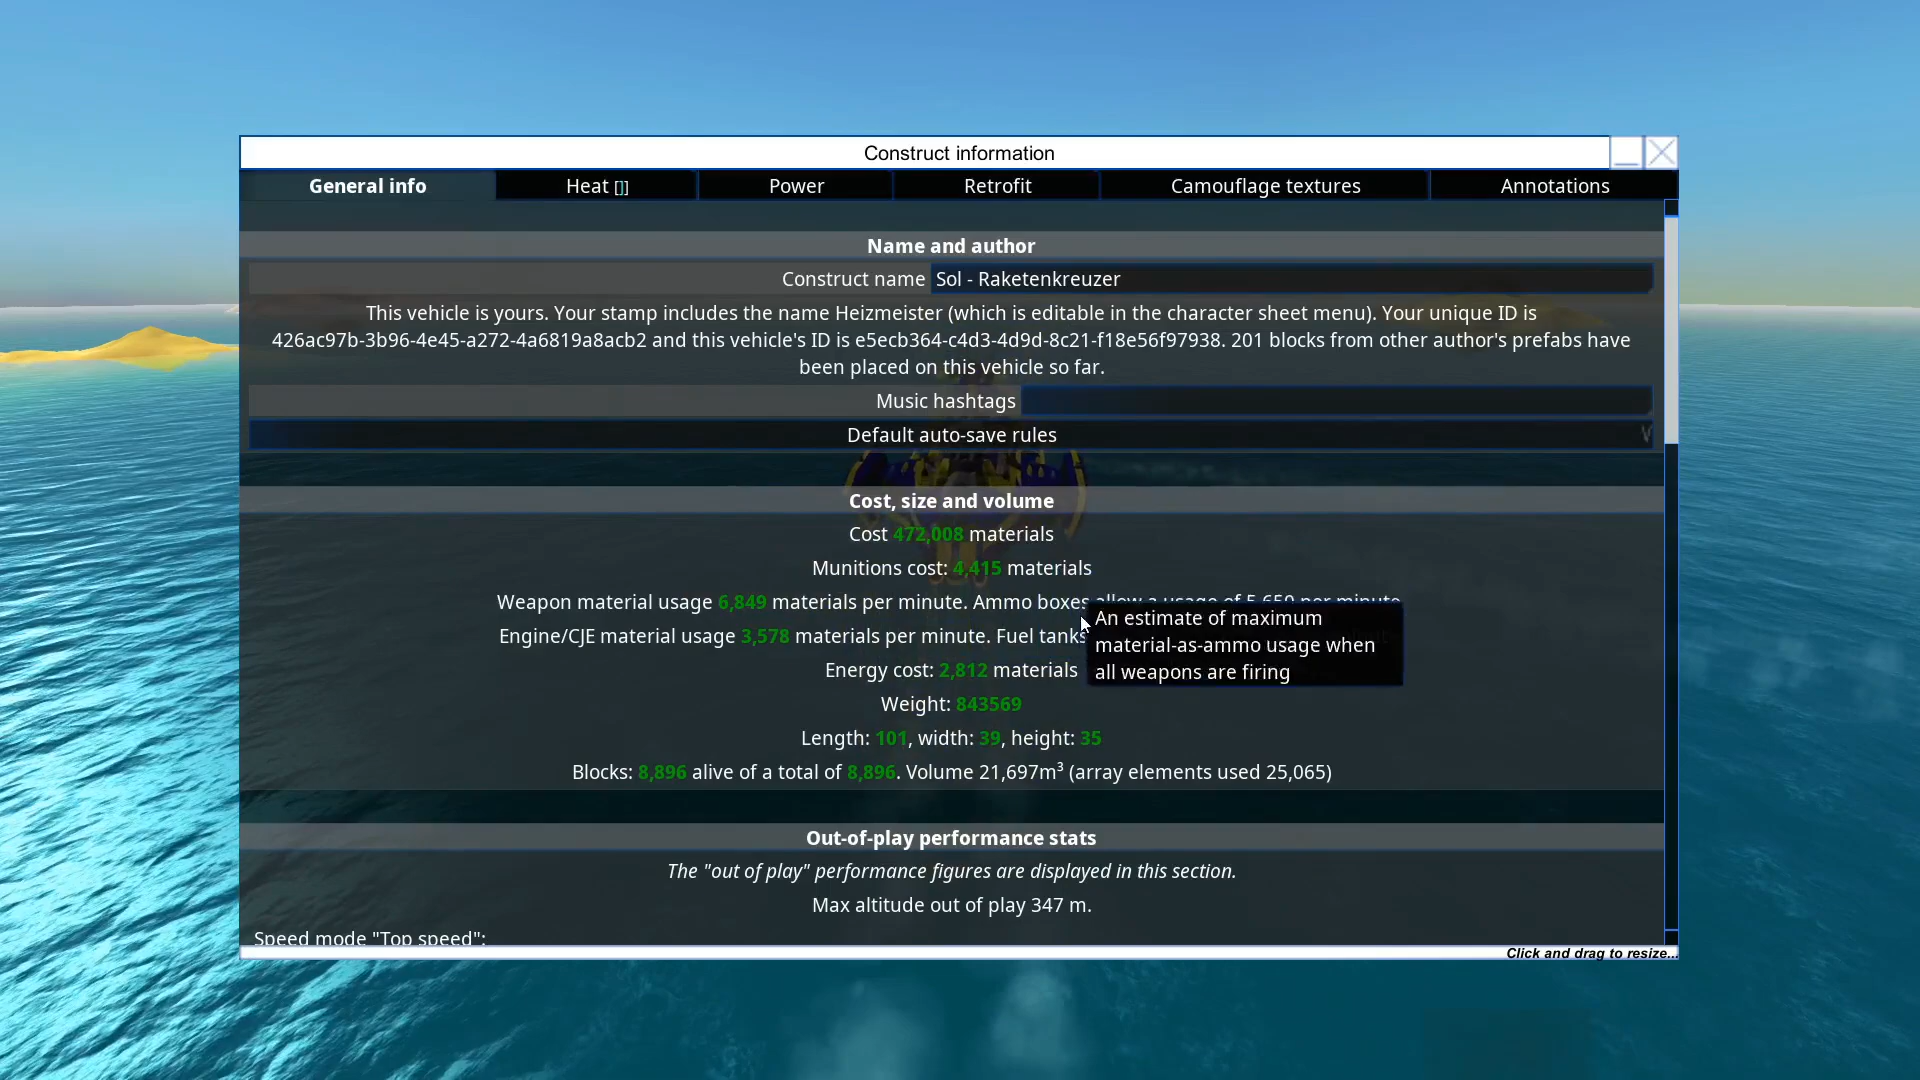 Construct information
General info
Heat []
Power
Retrofit
Camouflage textures
Annotations
Name and author
Construct name Sol - Raketenkreuzer
This vehicle is yours. Your stamp includes the name Heizmeister (which is editable in the character sheet menu). Your unique ID is
426ac97b-3b96-4e45-a272-4a6819a8acb2 and this vehicle's ID is e5ecb364-c4d3-4d9d-8c21-f18e56f97938. 201 blocks from other author's prefabs have
been placed on this vehicle so far.
Music hashtags
Default auto-save rules
Cost, size and volume
Cost 472,008 materials
Munitions cost: 4,415 materials
Weapon material usage 6,849 materials per minute. Ammo boxes allow a usage of 5,650 per minute
Engine/CJE material usage 3,578 materials per minute. Fuel tanks
An estimate of maximum
material-as-ammo usage when
all weapons are firing
Energy cost: 2,812 materials
Weight: 843569
Length: 101, width: 39, height: 35
Blocks: 8,896 alive of a total of 8,896. Volume 21,697m³ (array elements used 25,065)
Out-of-play performance stats
The "out of play" performance figures are displayed in this section.
Max altitude out of play 347 m.
Speed mode "Top speed":
Click and drag to resize...